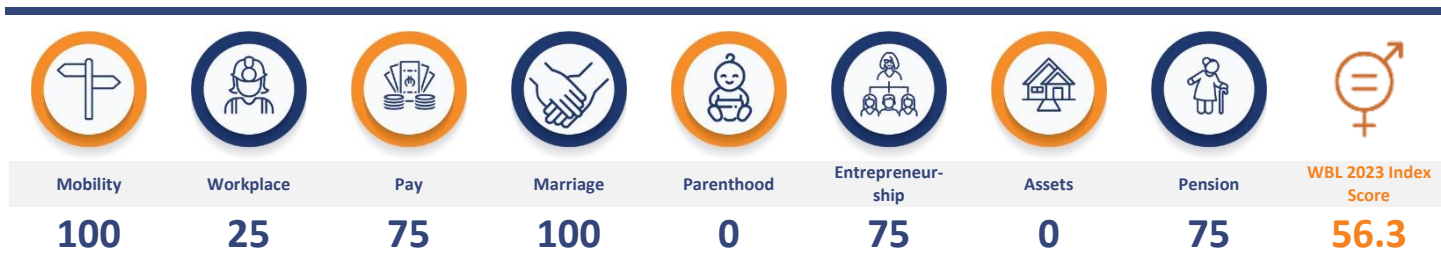 Mobility
Workplace
Pay
Marriage
Parenthood
Entrepreneur-
ship
Assets
Pension
WBL 2023 Index
Score
100
25
75
100
0
75
0
75
56.3